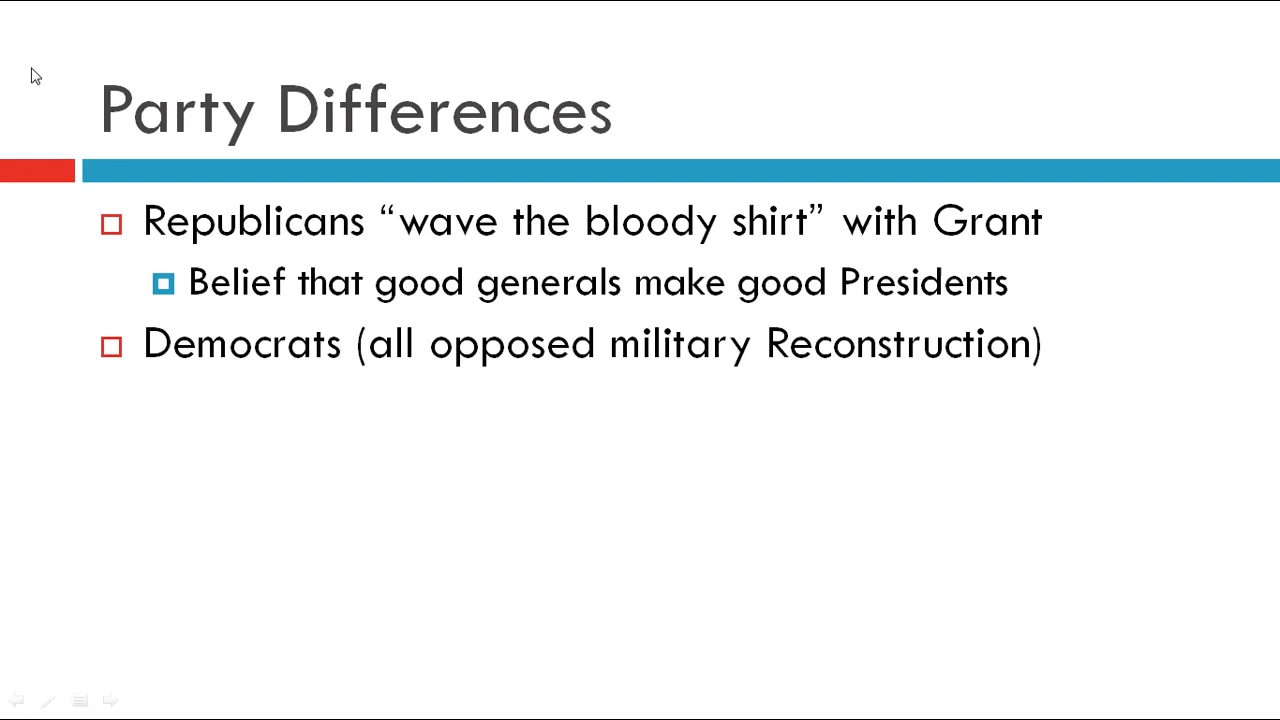 Party Differences
Republicans “wave the bloody shirt” with Grant
Belief that good generals make good Presidents
Democrats (all opposed military Reconstruction)